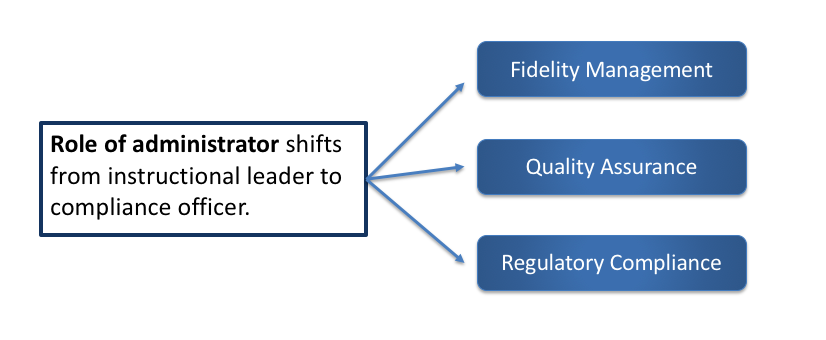 Role of administrator shifts
from instructional leader to
compliance officer.
Fidelity Management
Quality Assurance
Regulatory Compliance